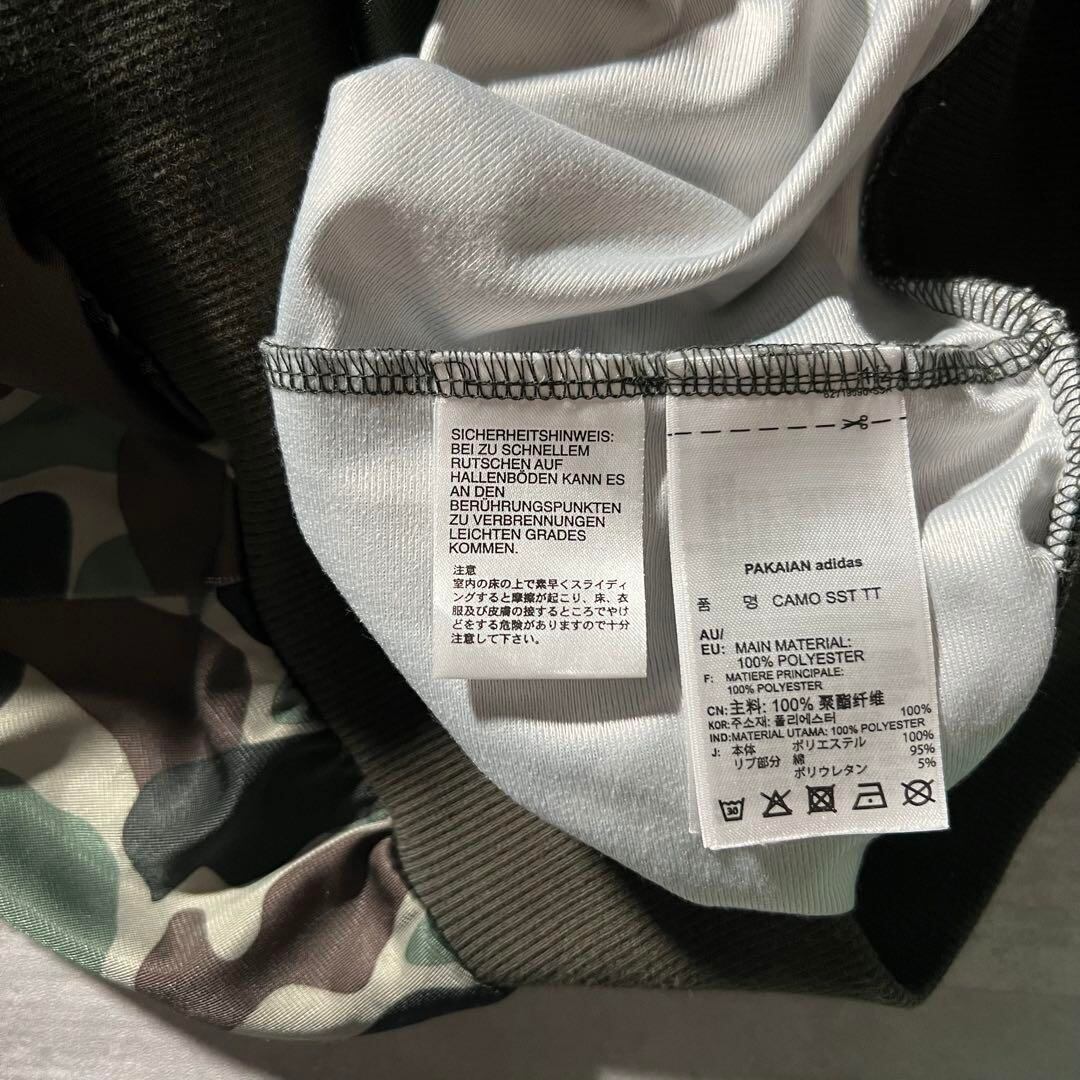 SICHERHEITSHINWEIS:
BEI ZU SCHNELLEM
RUTSCHEN AUF
HALLENBÖDEN KANN ES
AN DEN
BERÜHRUNGSPUNKTEN
ZU VERBRENNUNGEN
LEICHTEN GRADES
KOMMEN.
注意
室内の床の上で素早くスライディ
ングすると摩擦が起こり、床、衣
服及び皮膚の接するところでやけ
どをする危険がありますので十分
注意して下さい。
PAKAIAN adidas
품 명 CAMO SST TT
AU/
EU: MAIN MATERIAL:
100% POLYESTER
F: MATIERE PRINCIPALE:
100% POLYESTER
CN: 主料: 100% 聚酯纤维
KOR: 주소재: 폴리에스터 100%
IND: MATERIAL UTAMA: 100% POLYESTER
J: 本体 ポリエステル 100%
リブ部分 綿 95%
ポリウレタン 5%
30